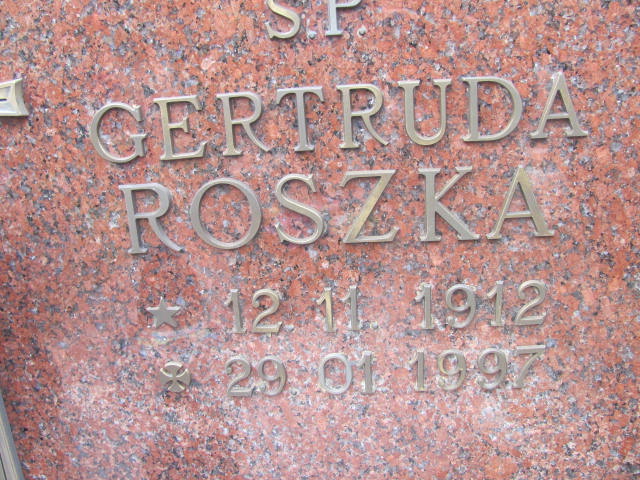 S.P.
GERTRUDA
ROSZKA
12 11 1912
29 01 1997